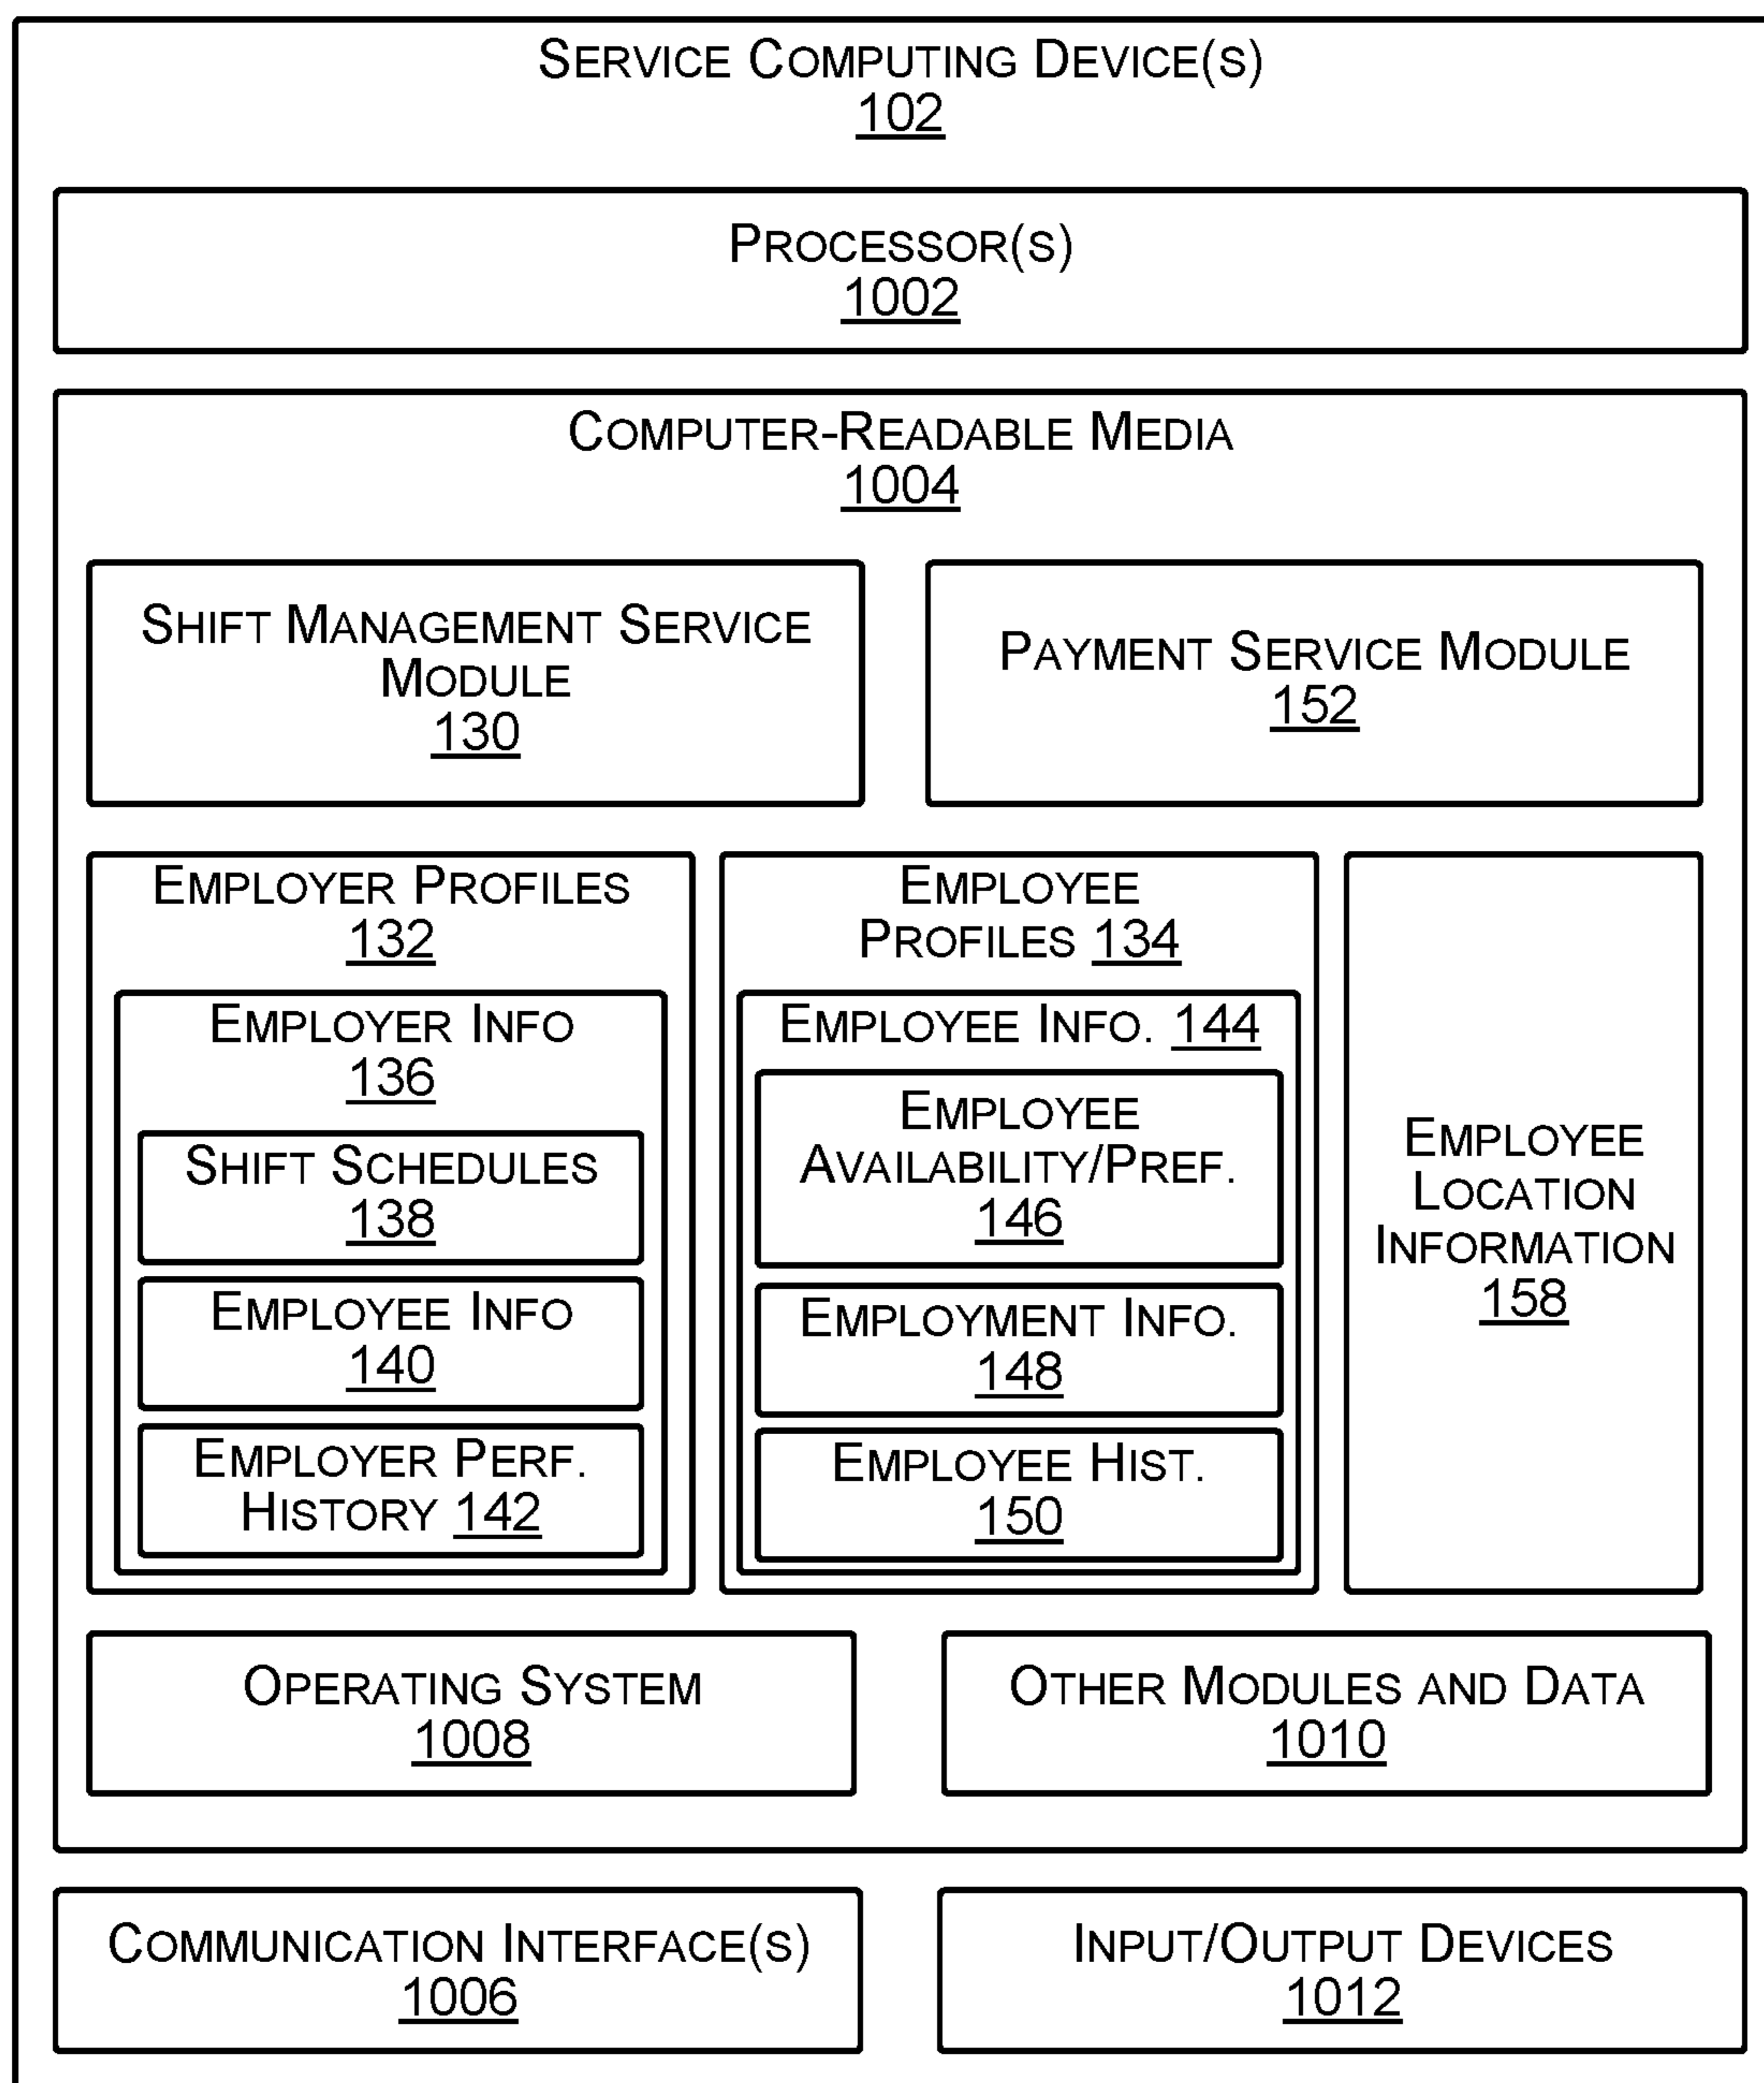 SERVICE COMPUTING DEVICE(S)
102
PROCESSOR(S)
1002
COMPUTER-READABLE MEDIA
1004
SHIFT MANAGEMENT SERVICE
MODULE
130
PAYMENT SERVICE MODULE
152
EMPLOYER PROFILES
132
EMPLOYER INFO
136
SHIFT SCHEDULES
138
EMPLOYEE INFO
140
EMPLOYER PERF.
HISTORY 142
EMPLOYEE
PROFILES 134
EMPLOYEE INFO. 144
EMPLOYEE
AVAILABILITY/PREF.
146
EMPLOYMENT INFO.
148
EMPLOYEE HIST.
150
EMPLOYEE
LOCATION
INFORMATION
158
OPERATING SYSTEM
1008
OTHER MODULES AND DATA
1010
COMMUNICATION INTERFACE(S)
1006
INPUT/OUTPUT DEVICES
1012